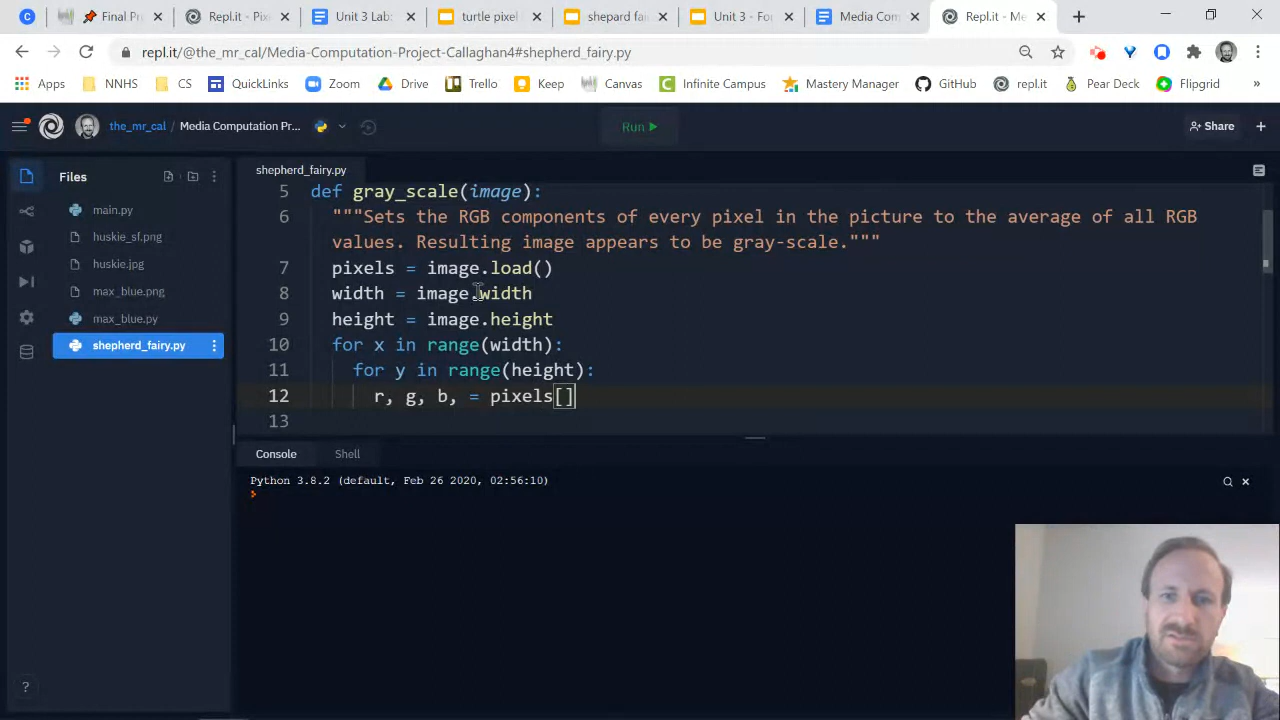 Final Pr
Repl.it - Pix
Unit 3 Lab:
turtle pixel
shepard fai
Unit 3 - Fo
Media Com
Repl.it - Me
repl.it/@the_mr_cal/Media-Computation-Project-Callaghan4#shepherd_fairy.py
Apps NNHS CS QuickLinks Zoom Drive Trello Keep Canvas Infinite Campus Mastery Manager GitHub repl.it Pear Deck Flipgrid »
the_mr_cal / Media Computation Pr...
Run
Share
Files
main.py
huskie_sf.png
huskie.jpg
max_blue.png
max_blue.py
shepherd_fairy.py
shepherd_fairy.py
5 def gray_scale(image):
6 """Sets the RGB components of every pixel in the picture to the average of all RGB
values. Resulting image appears to be gray-scale."""
7 pixels = image.load()
8 width = image.width
9 height = image.height
10 for x in range(width):
11 for y in range(height):
12 r, g, b, = pixels[]
13
Console Shell
Python 3.8.2 (default, Feb 26 2020, 02:56:10)